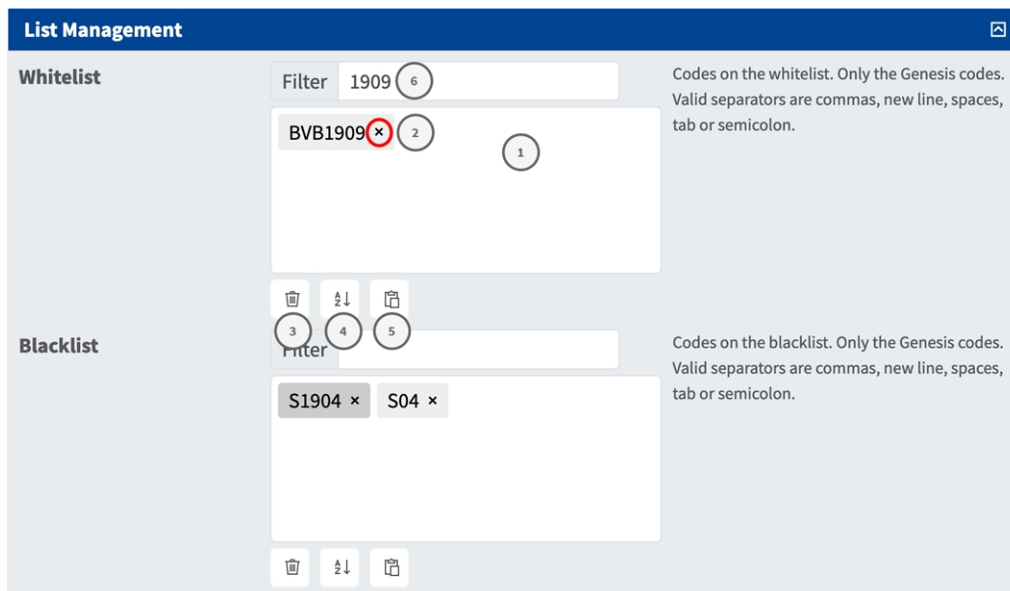 List Management
Whitelist
Filter 1909 6
Codes on the whitelist. Only the Genesis codes.
Valid separators are commas, new line, spaces,
tab or semicolon.
BVB1909 × 2
1
3 4 5
Blacklist
Filter
Codes on the blacklist. Only the Genesis codes.
Valid separators are commas, new line, spaces,
tab or semicolon.
S1904 × S04 ×